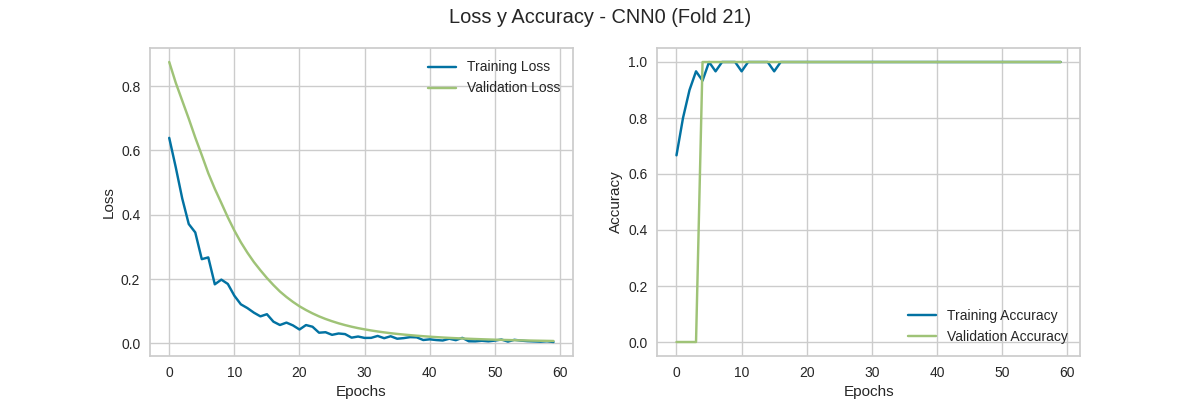 Loss y Accuracy - CNN0 (Fold 21)
Training Loss
Validation Loss
0.8
0.6
0.4
0.2
0.0
Loss
0
10
20
30
40
50
60
Epochs
1.0
0.8
0.6
0.4
0.2
0.0
Accuracy
Training Accuracy
Validation Accuracy
0
10
20
30
40
50
60
Epochs